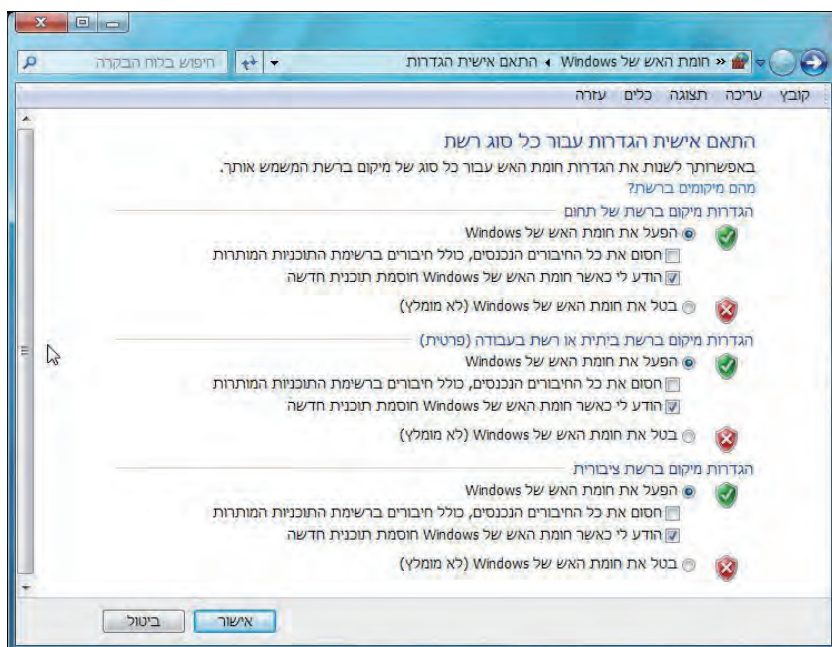 « חומת האש של Windows ‹ התאם אישית הגדרות
חיפוש בלוח הבקרה
קובץ עריכה תצוגה כלים עזרה
התאם אישית הגדרות עבור כל סוג רשת
באפשרותך לשנות את הגדרות חומת האש עבור כל סוג של מיקום ברשת המשמש אותך.
מהם מיקומים ברשת?
הגדרות מיקום ברשת של תחום
הפעל את חומת האש של Windows
חסום את כל החיבורים הנכנסים, כולל חיבורים ברשימת התוכניות המותרות
הודע לי כאשר חומת האש של Windows חוסמת תוכנית חדשה
בטל את חומת האש של Windows (לא מומלץ)
הגדרות מיקום ברשת ביתית או רשת בעבודה (פרטית)
הפעל את חומת האש של Windows
חסום את כל החיבורים הנכנסים, כולל חיבורים ברשימת התוכניות המותרות
הודע לי כאשר חומת האש של Windows חוסמת תוכנית חדשה
בטל את חומת האש של Windows (לא מומלץ)
הגדרות מיקום ברשת ציבורית
הפעל את חומת האש של Windows
חסום את כל החיבורים הנכנסים, כולל חיבורים ברשימת התוכניות המותרות
הודע לי כאשר חומת האש של Windows חוסמת תוכנית חדשה
בטל את חומת האש של Windows (לא מומלץ)
אישור ביטול